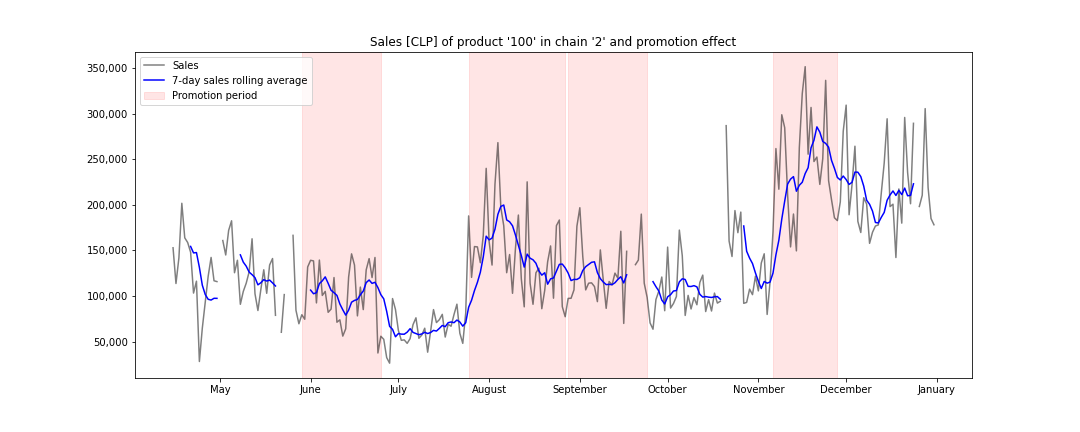 Sales [CLP] of product '100' in chain '2' and promotion effect
Sales
7-day sales rolling average
Promotion period
350,000
300,000
250,000
200,000
150,000
100,000
50,000
May June July August September October November December January